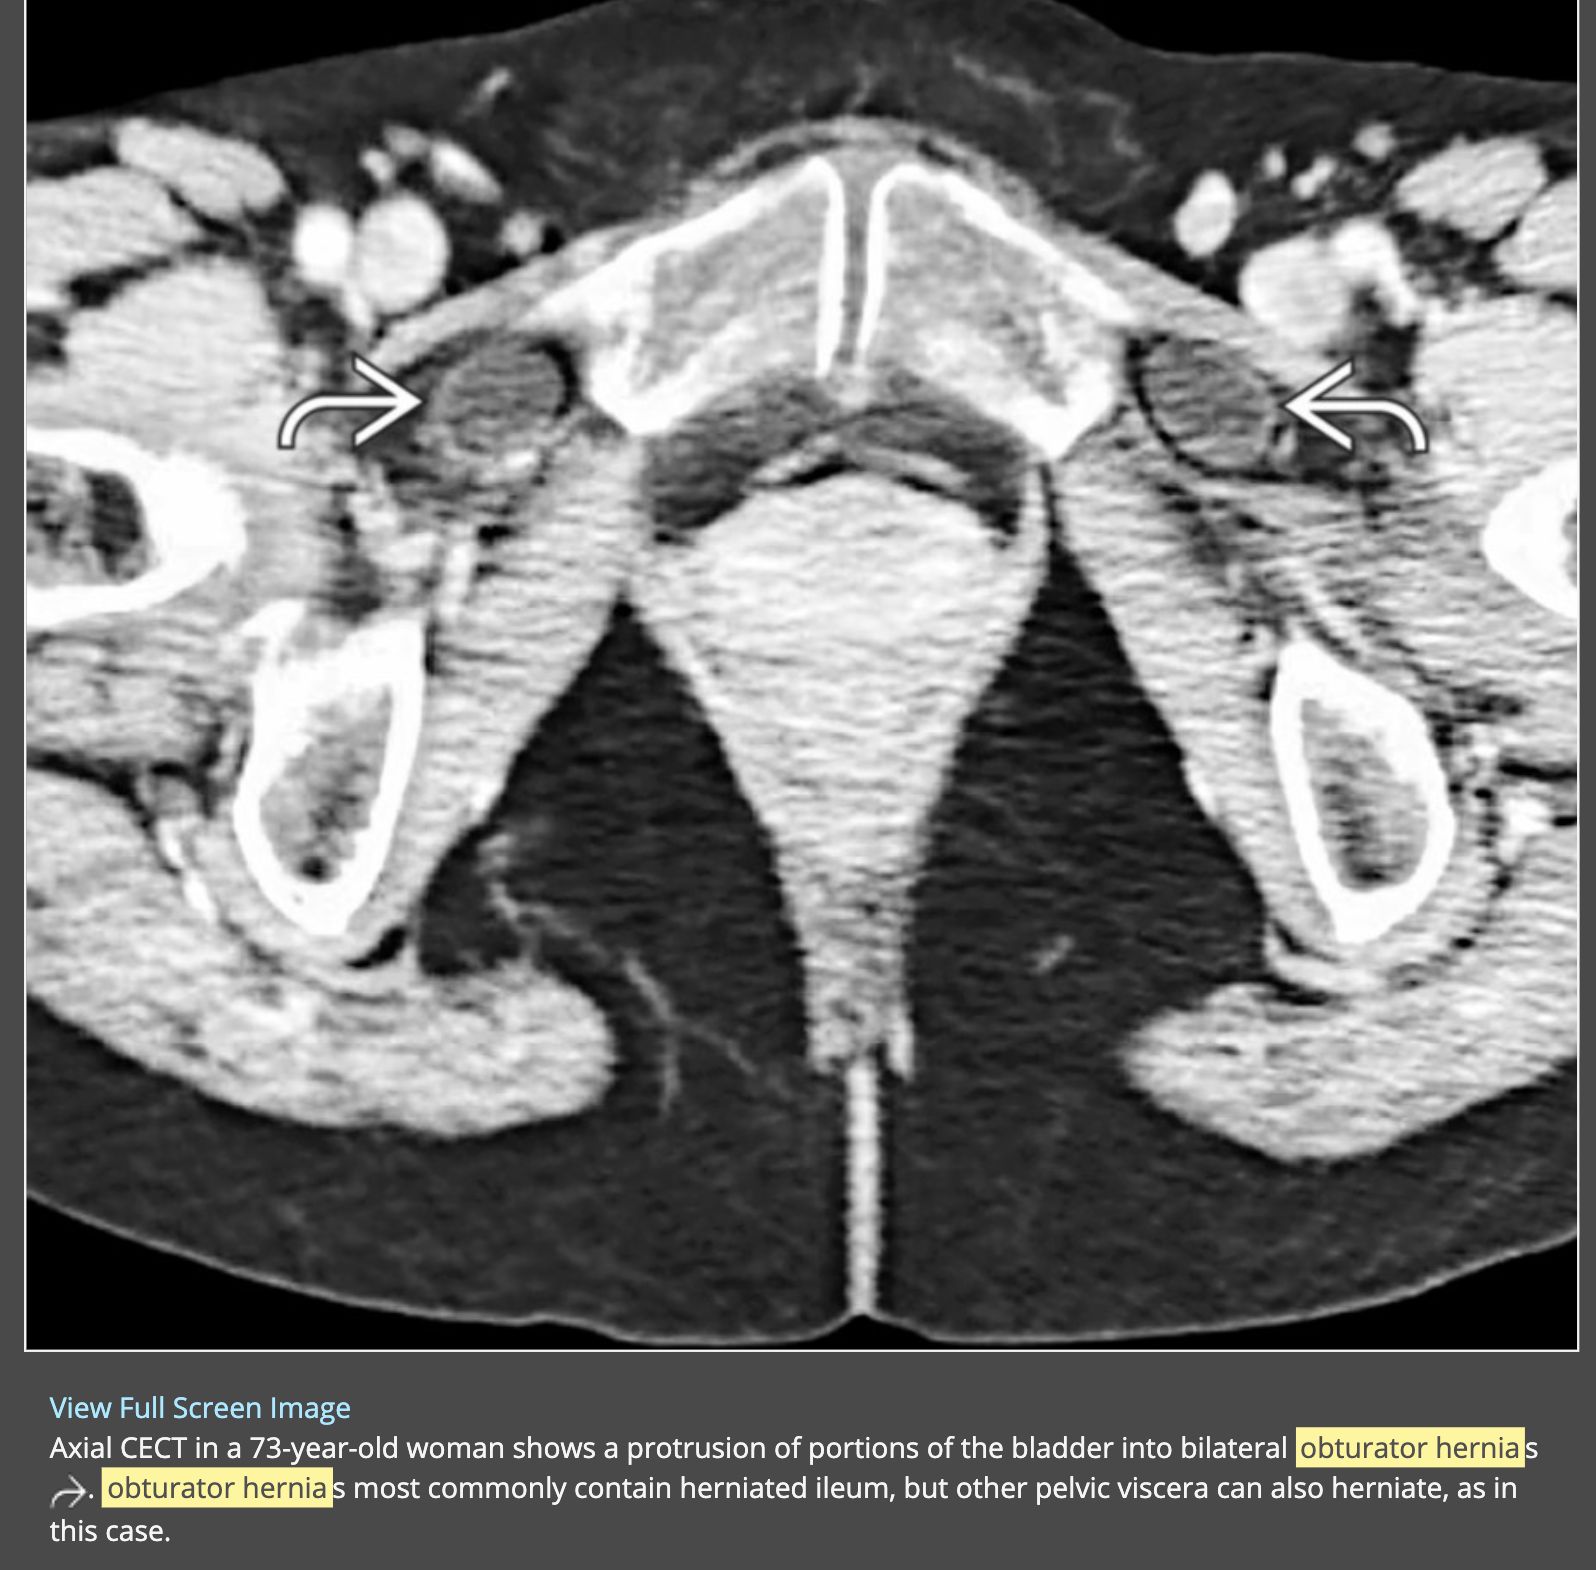 View Full Screen Image
Axial CECT in a 73-year-old woman shows a protrusion of portions of the bladder into bilateral obturator hernias
. obturator hernias most commonly contain herniated ileum, but other pelvic viscera can also herniate, as in
this case.